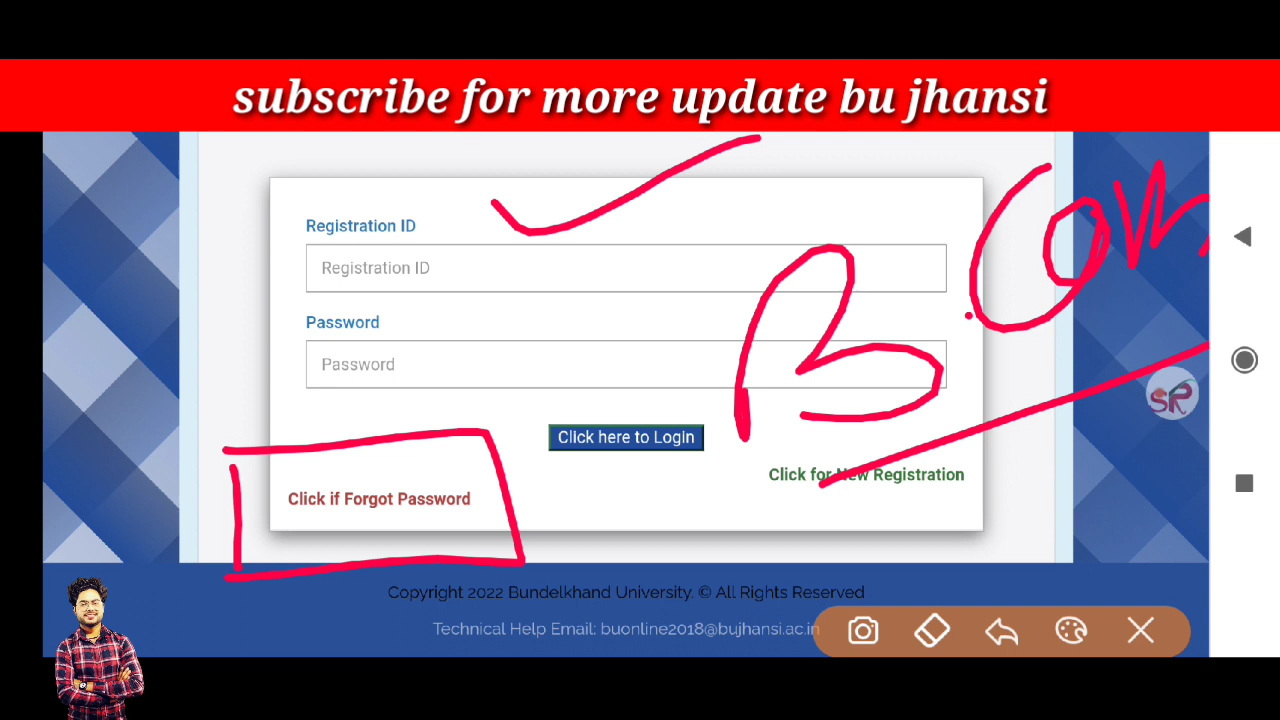 subscribe for more update bu jhansi
Registration ID
Registration ID
Password
Password
B .com
Click here to Login
Click for New Registration
Click if Forgot Password
SR
Copyright 2022 Bundelkhand University. © All Rights Reserved
Technical Help Email: buonline2018@bujhansi.ac.in